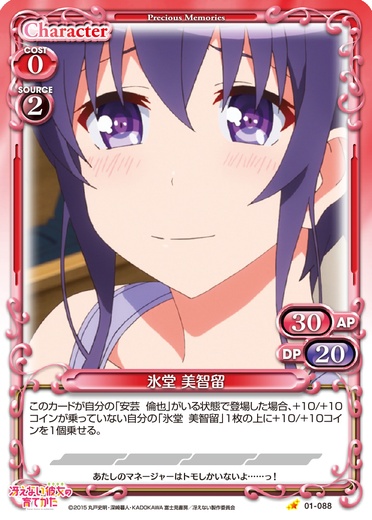 Precious Memories
Character
COST
0
SOURCE
2
30 AP
DP 20
氷堂 美智留
このカードが自分の「安芸 倫也」がいる状態で登場した場合、+10/+10
コインが乗っていない自分の「氷堂 美智留」1枚の上に+10/+10コイ
ンを1個乗せる。
あたしのマネージャーはトモしかいないよ……っ!
冴えない彼女の
育てかた
01-088
©2015 丸戸史明・深崎暮人・KADOKAWA 富士見書房／冴えない製作委員会